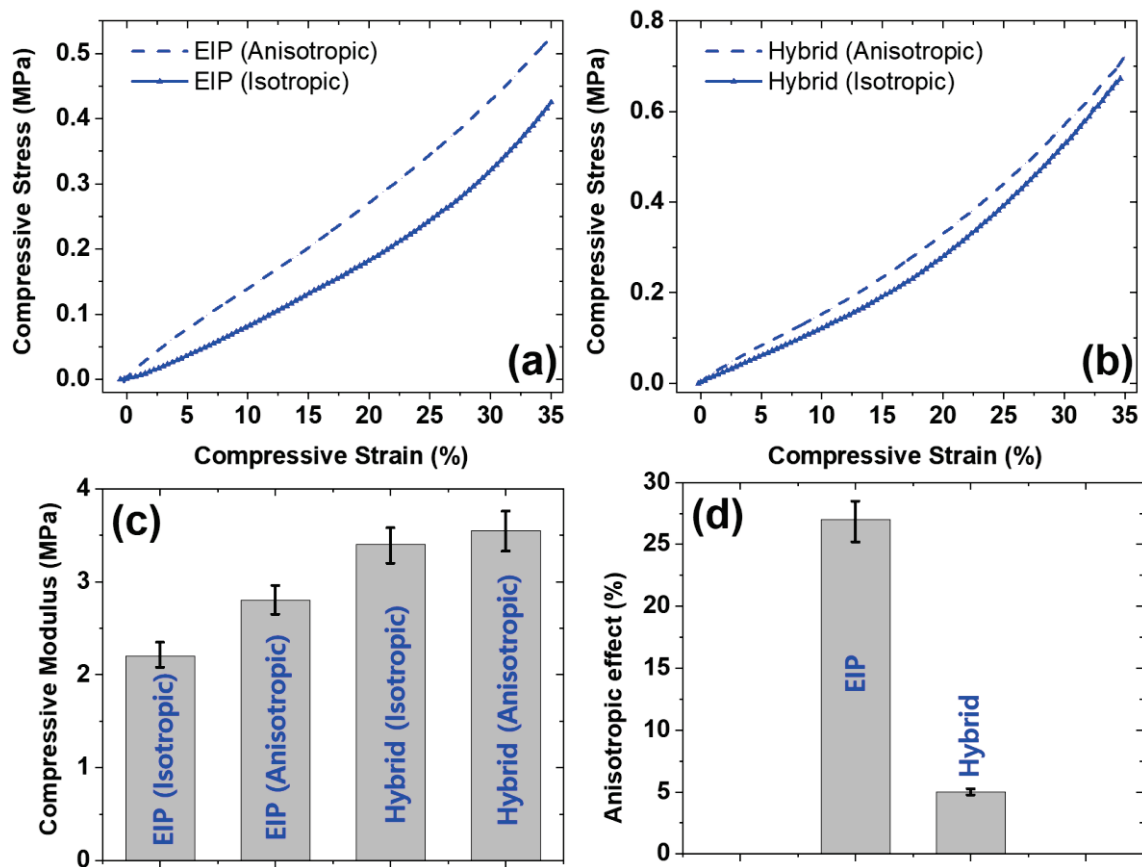 0.5
0.4
0.3
0.2
0.1
0.0
Compressive Stress (MPa)
EIP (Anisotropic)
EIP (Isotropic)
(a)
0 5 10 15 20 25 30 35
Compressive Strain (%)
0.8
0.6
0.4
0.2
0.0
Compressive Stress (MPa)
Hybrid (Anisotropic)
Hybrid (Isotropic)
(b)
0 5 10 15 20 25 30 35
Compressive Strain (%)
4
3
2
1
0
Compressive Modulus (MPa)
(c)
EIP (Isotropic)
EIP (Anisotropic)
Hybrid (Isotropic)
Hybrid (Anisotropic)
30
25
20
15
10
5
0
Anisotropic effect (%)
(d)
EIP
Hybrid